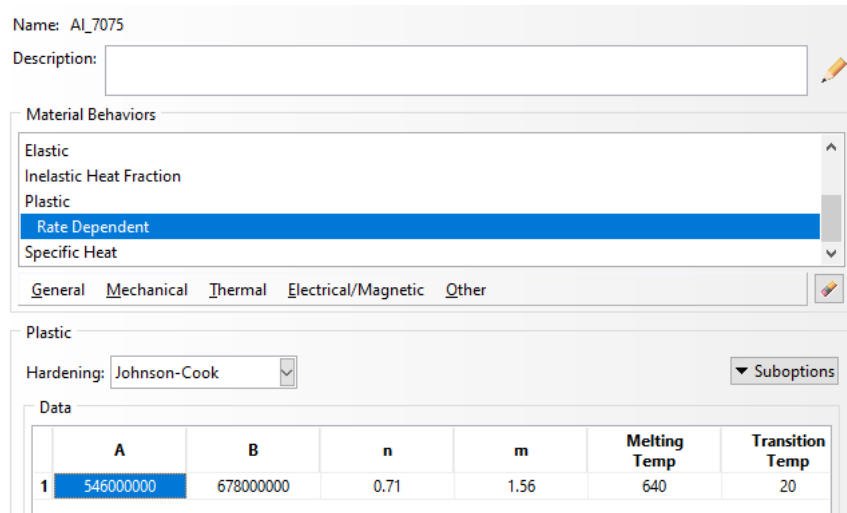 Name: Al_7075
Description:
Material Behaviors
Elastic
Inelastic Heat Fraction
Plastic
Rate Dependent
Specific Heat
General Mechanical Thermal Electrical/Magnetic Other
Plastic
Hardening: Johnson-Cook Suboptions
Data
A B n m Melting Temp Transition Temp
1 546000000 678000000 0.71 1.56 640 20